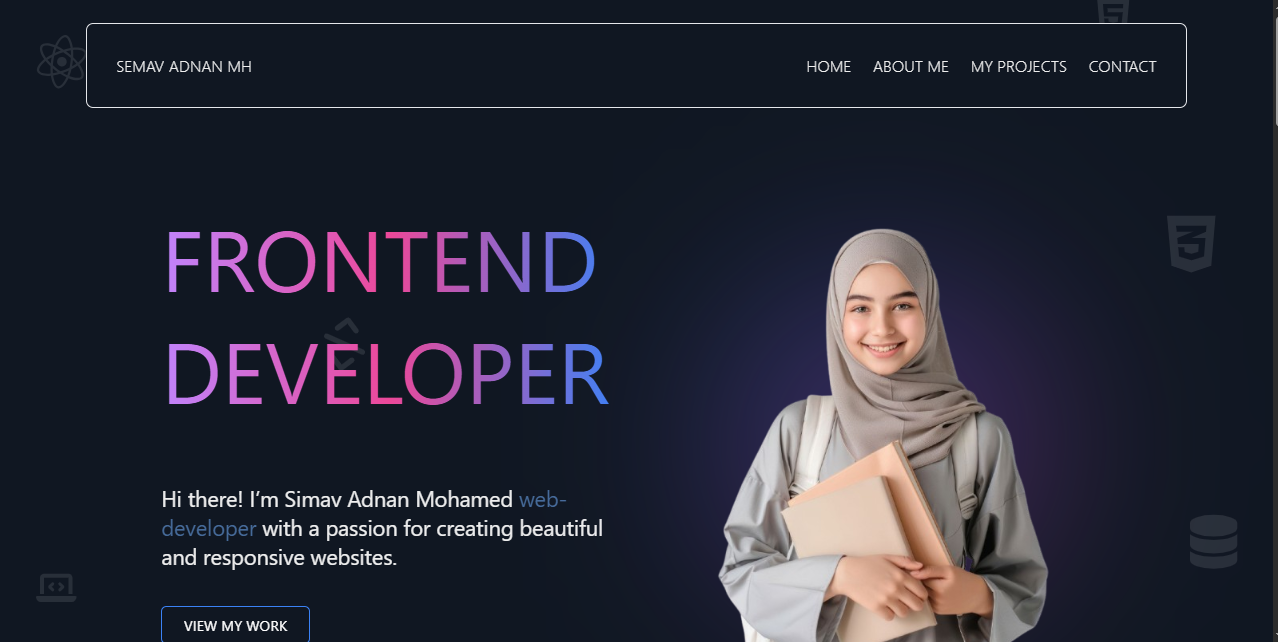 SEMAV ADNAN MH
HOME ABOUT ME MY PROJECTS CONTACT
FRONTEND
DEVELOPER
Hi there! I’m Simav Adnan Mohamed web-
developer with a passion for creating beautiful
and responsive websites.
VIEW MY WORK